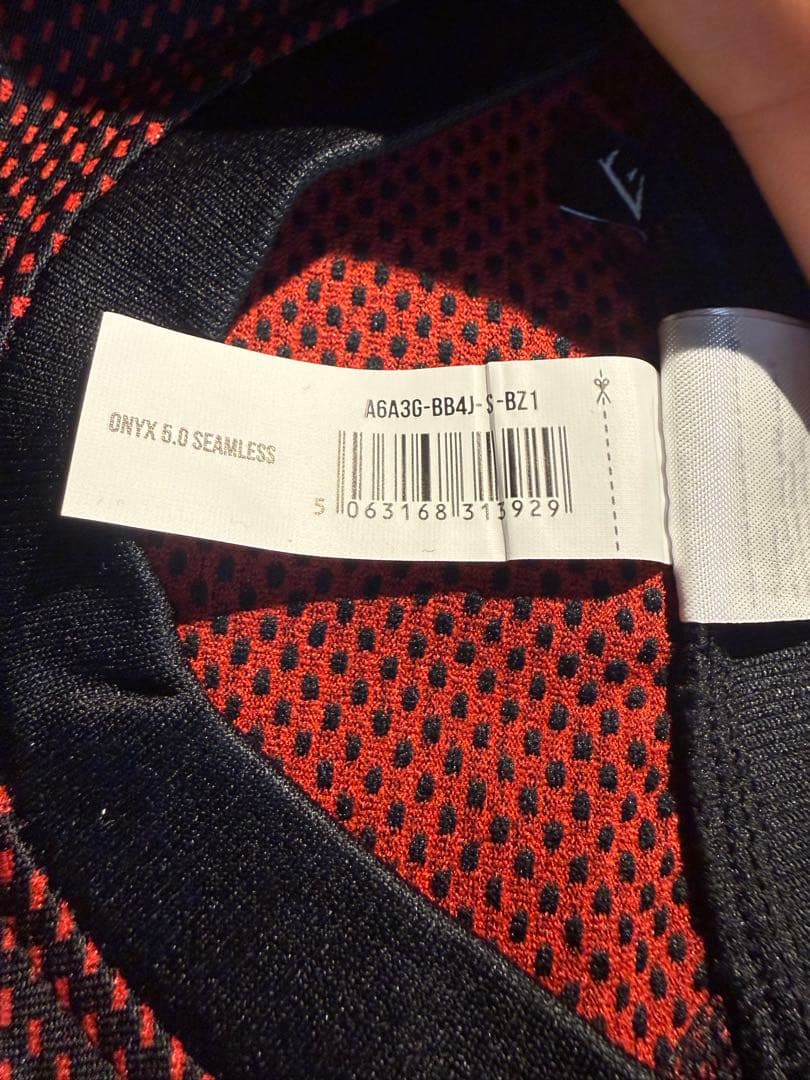 ONYX 5.0 SEAMLESS
A6A3G-BB4J-S-BZ1
5 063168 313929